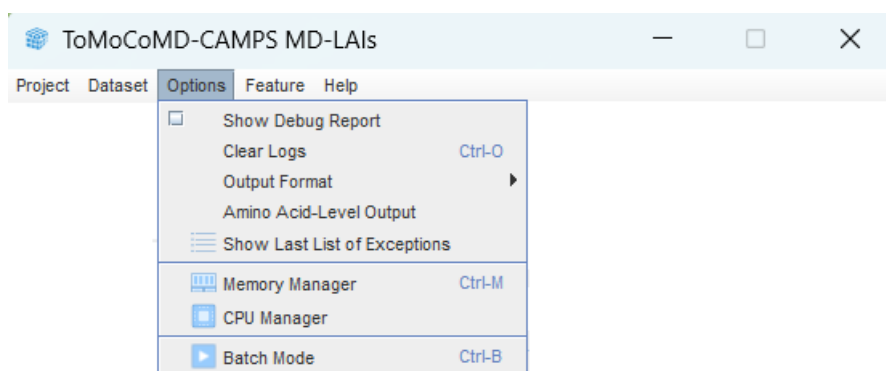 ToMoCoMD-CAMPS MD-LAIs
Project Dataset Options Feature Help
Show Debug Report
Clear Logs Ctrl-O
Output Format
Amino Acid-Level Output
Show Last List of Exceptions
Memory Manager Ctrl-M
CPU Manager
Batch Mode Ctrl-B